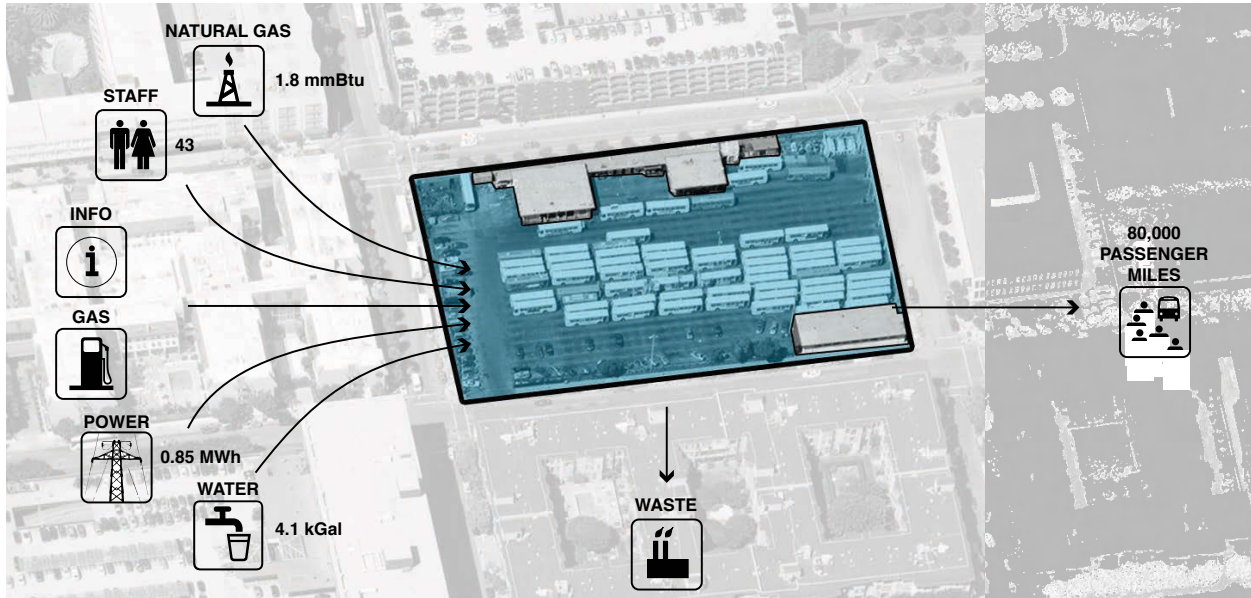 NATURAL GAS
1.8 mmBtu
STAFF
43
INFO
i
GAS
POWER
0.85 MWh
WATER
4.1 kGal
WASTE
80,000
PASSENGER
MILES